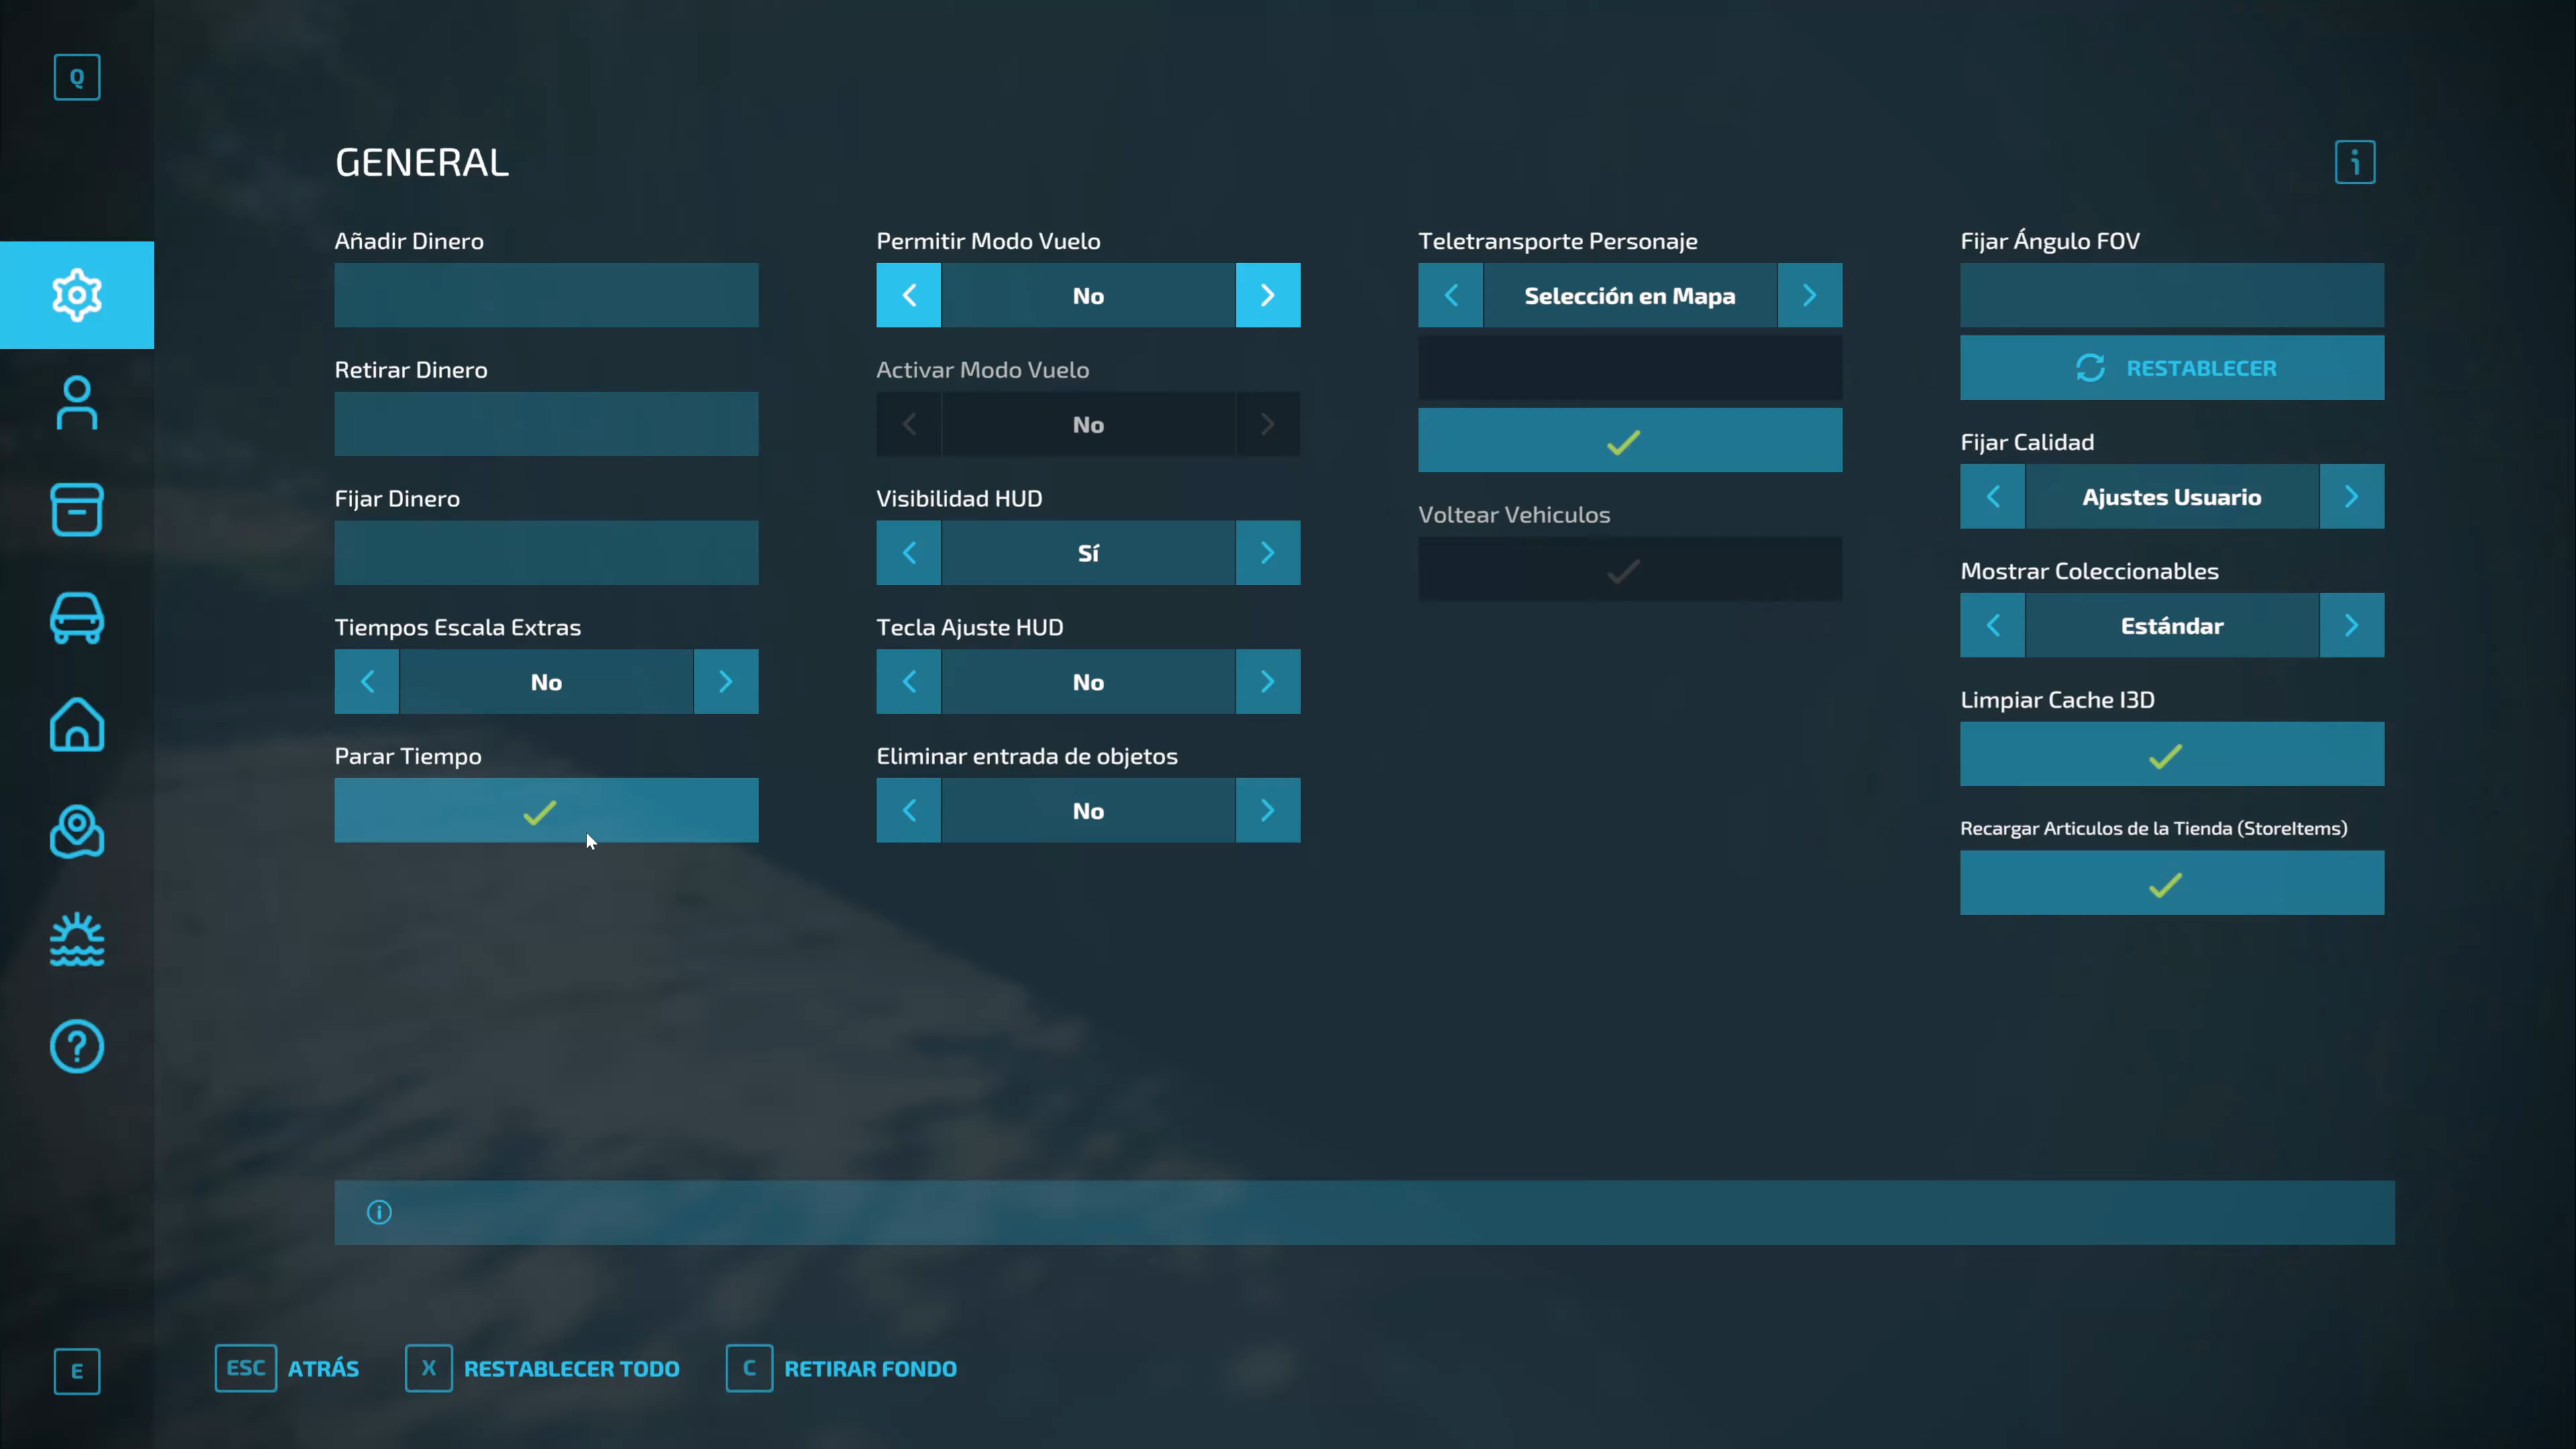 Q
GENERAL
i
Añadir Dinero
Permitir Modo Vuelo
No
Teletransporte Personaje
Selección en Mapa
Fijar Ángulo FOV
RESTABLECER
Retirar Dinero
Activar Modo Vuelo
No
Fijar Calidad
Ajustes Usuario
Fijar Dinero
Visibilidad HUD
Sí
Voltear Vehiculos
Mostrar Coleccionables
Estándar
Tiempos Escala Extras
No
Tecla Ajuste HUD
No
Limpiar Cache I3D
Parar Tiempo
Eliminar entrada de objetos
No
Recargar Articulos de la Tienda (StoreItems)
E
ESC ATRÁS X RESTABLECER TODO C RETIRAR FONDO